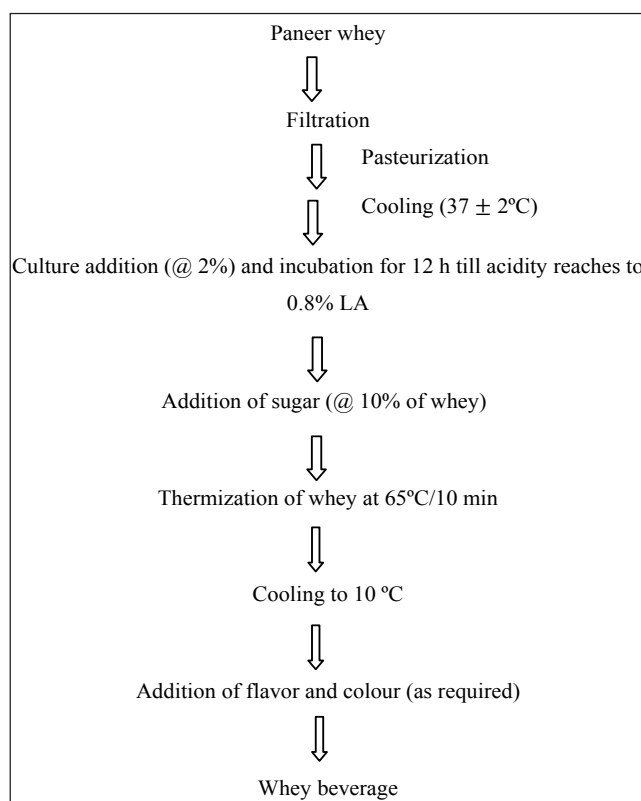 Paneer whey
Filtration
Pasteurization
Cooling (37 ± 2ºC)
Culture addition (@ 2%) and incubation for 12 h till acidity reaches to
0.8% LA
Addition of sugar (@ 10% of whey)
Thermization of whey at 65ºC/10 min
Cooling to 10 ºC
Addition of flavor and colour (as required)
Whey beverage